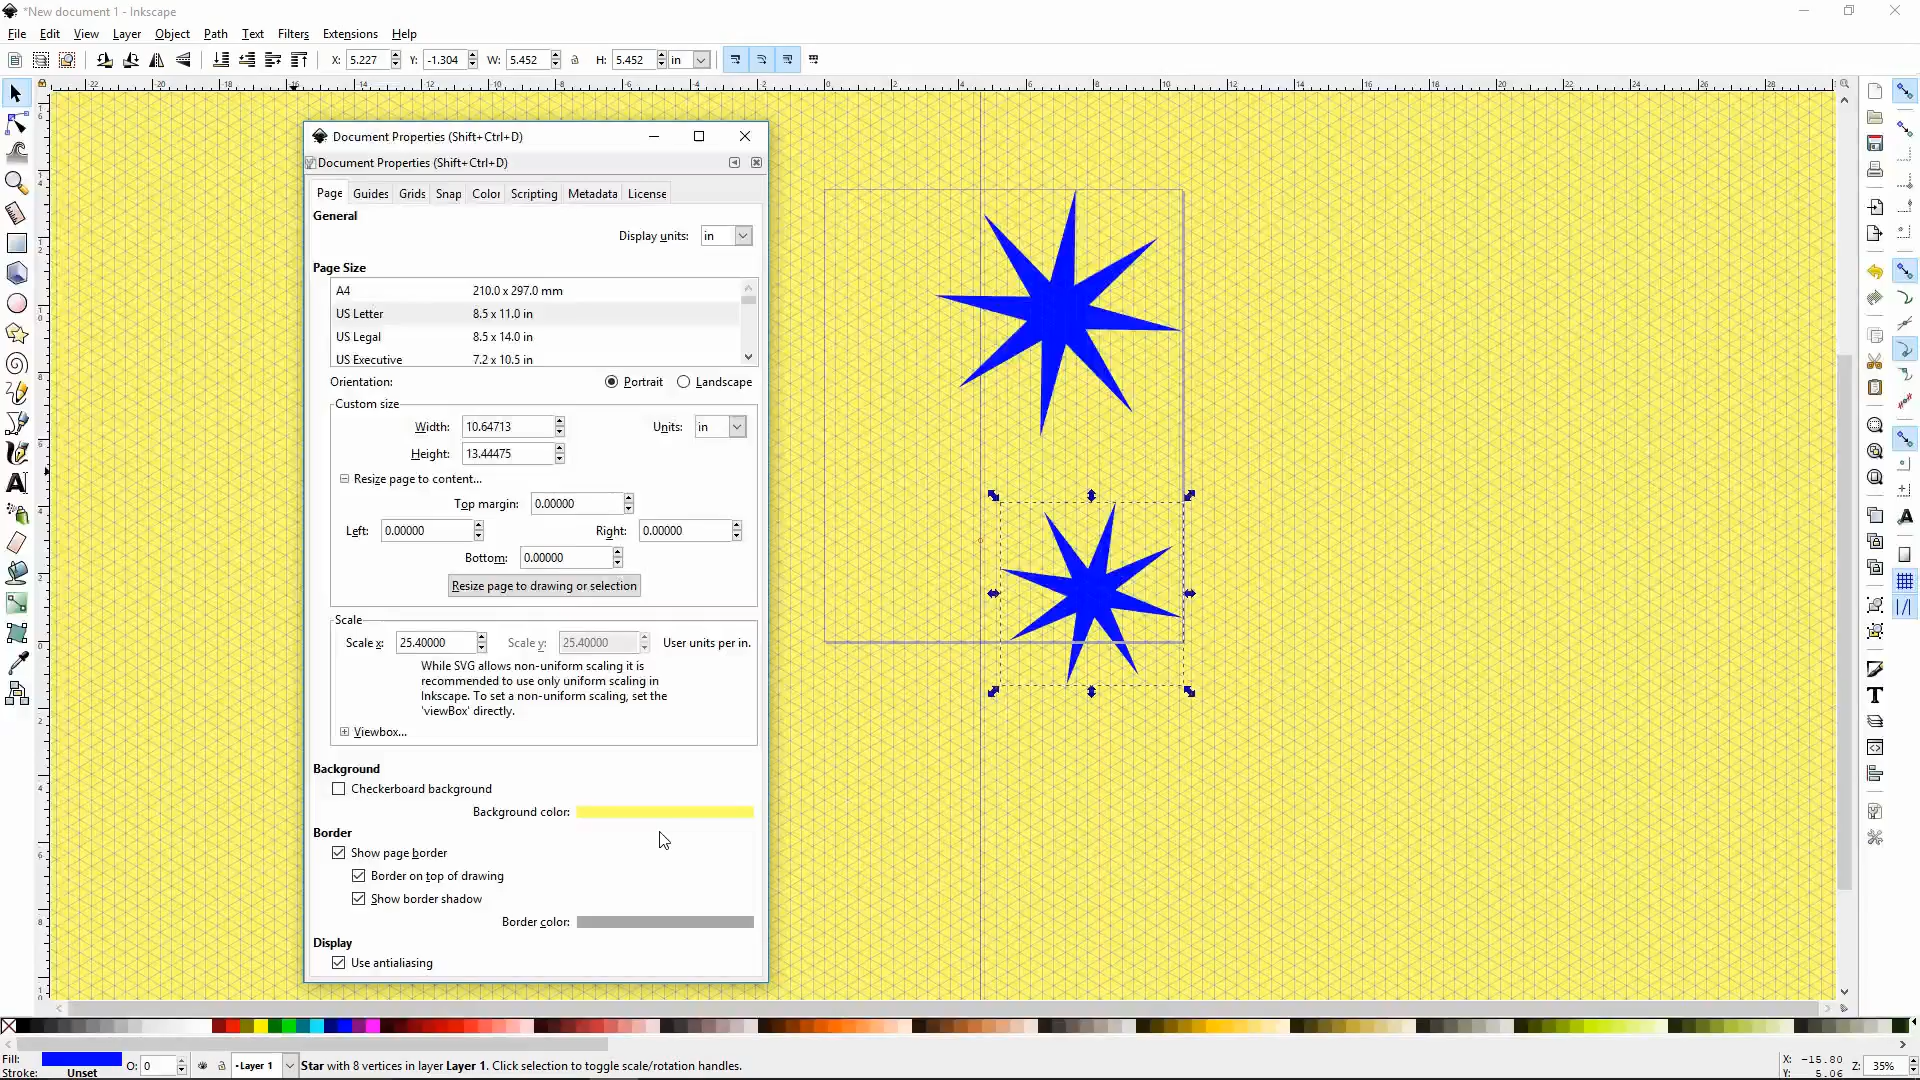 *New document 1 - Inkscape
File Edit View Layer Object Path Text Filters Extensions Help
X: 5.227 Y: -1.304 W: 5.452 H: 5.452 in
Document Properties (Shift+Ctrl+D)
Document Properties (Shift+Ctrl+D)
Page Guides Grids Snap Color Scripting Metadata License
General
Display units: in
Page Size
A4 210.0 x 297.0 mm
US Letter 8.5 x 11.0 in
US Legal 8.5 x 14.0 in
US Executive 7.2 x 10.5 in
Orientation: Portrait Landscape
Custom size
Width: 10.64713 Units: in
Height: 13.44475
Resize page to content...
Top margin: 0.00000
Left: 0.00000 Right: 0.00000
Bottom: 0.00000
Resize page to drawing or selection
Scale
Scale x: 25.40000 Scale y: 25.40000 User units per in.
While SVG allows non-uniform scaling it is
recommended to use only uniform scaling in
Inkscape. To set a non-uniform scaling, set the
'viewBox' directly.
Viewbox...
Background
Checkerboard background
Background color:
Border
Show page border
Border on top of drawing
Show border shadow
Border color:
Display
Use antialiasing
Fill:
Stroke: Unset
O: 0
Layer 1
Star with 8 vertices in layer Layer 1. Click selection to toggle scale/rotation handles.
X: -15.80
Y: 5.06
Z: 35%